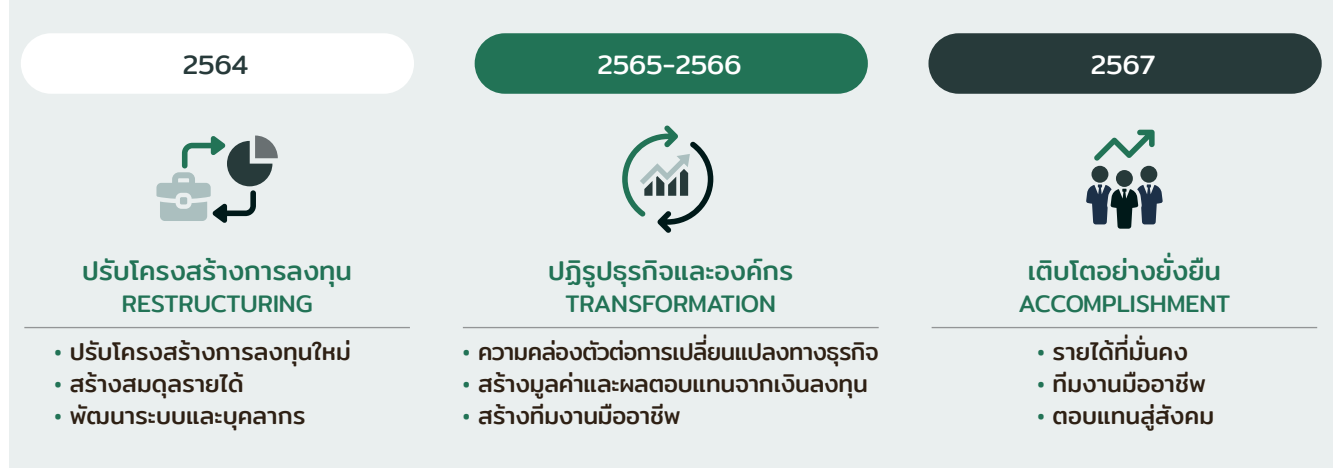 2564
ปรับโครงสร้างการลงทุน
RESTRUCTURING
• ปรับโครงสร้างการลงทุนใหม่
• สร้างสมดุลรายได้
• พัฒนาระบบและบุคลากร
2565-2566
ปฏิรูปธุรกิจและองค์กร
TRANSFORMATION
• ความคล่องตัวต่อการเปลี่ยนแปลงทางธุรกิจ
• สร้างมูลค่าและผลตอบแทนจากเงินลงทุน
• สร้างทีมงานมืออาชีพ
2567
เติบโตอย่างยั่งยืน
ACCOMPLISHMENT
• รายได้ที่มั่นคง
• ทีมงานมืออาชีพ
• ตอบแทนสู่สังคม